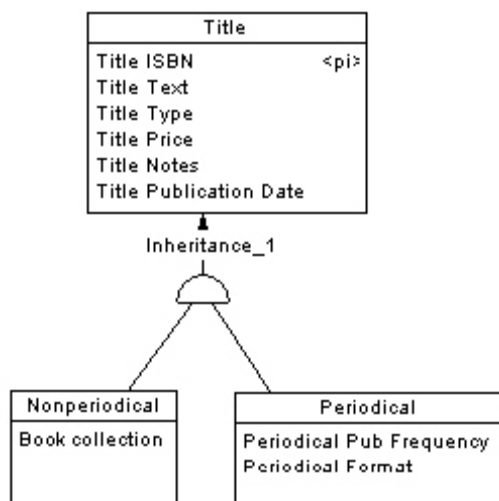 Title
Title ISBN <pi>
Title Text
Title Type
Title Price
Title Notes
Title Publication Date
Inheritance_1
Nonperiodical
Book collection
Periodical
Periodical Pub Frequency
Periodical Format